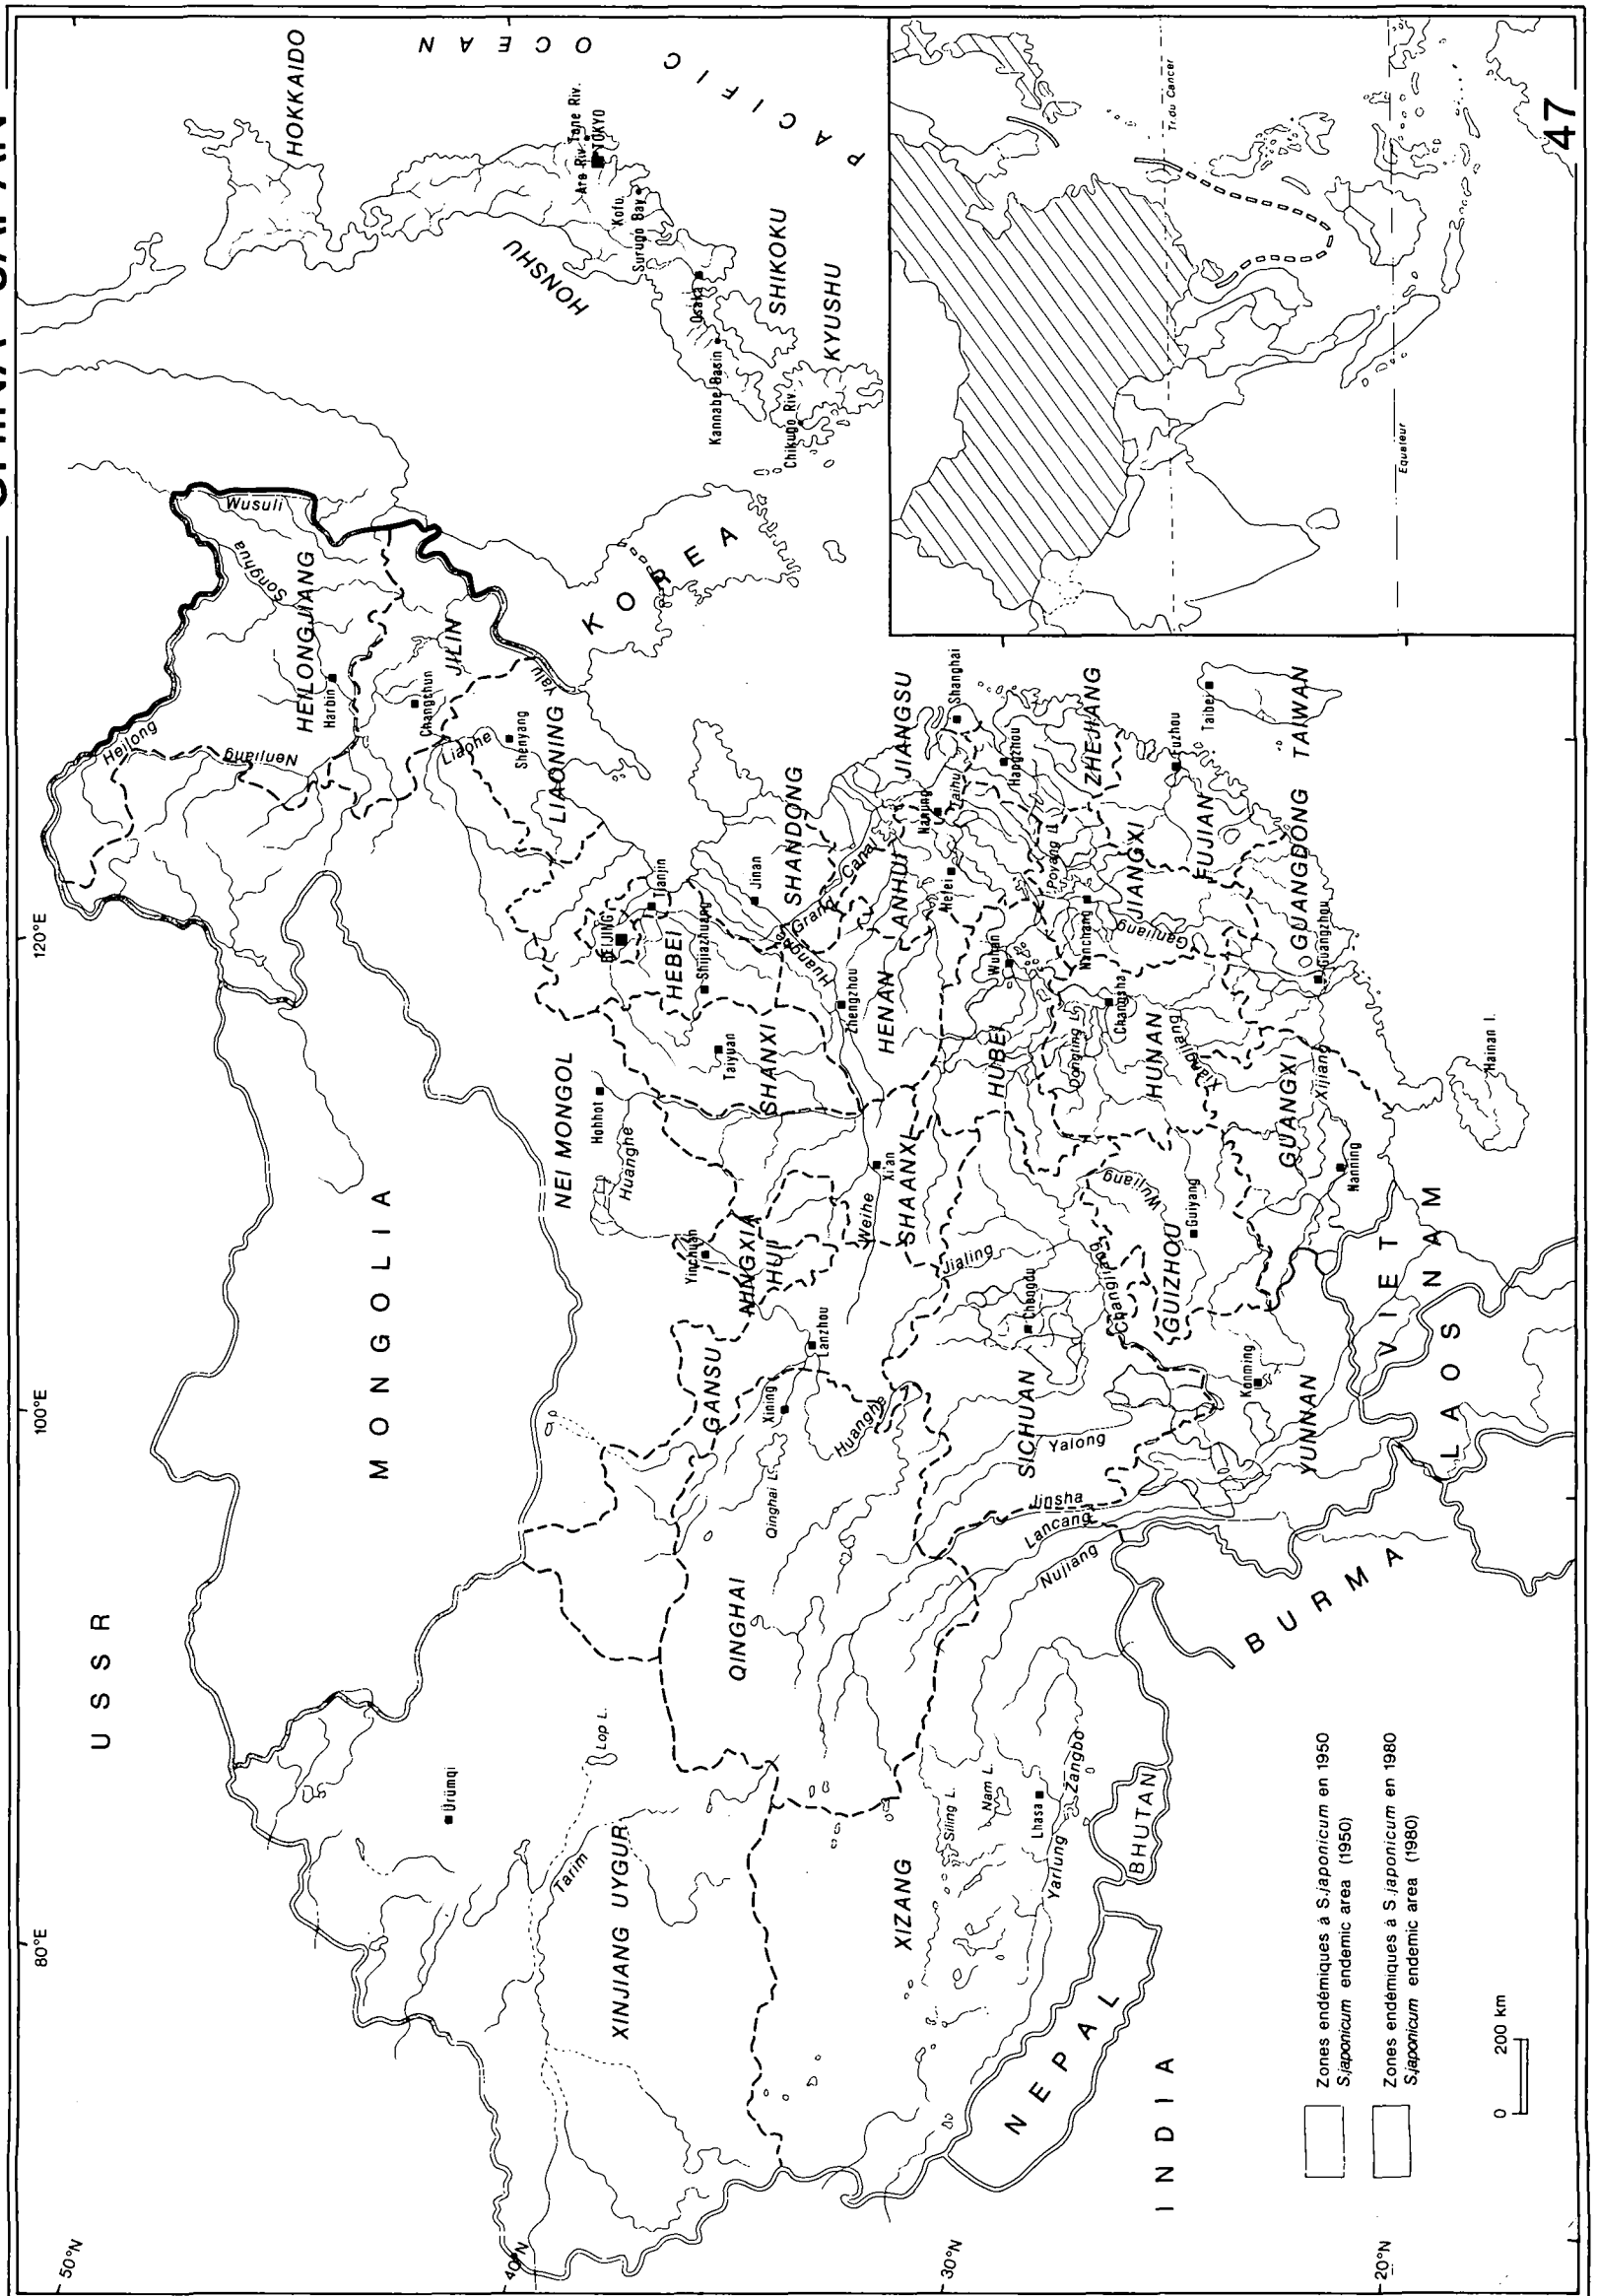 CHINA JAPAN
120°E
100°E
80°E
50°N
40°N
30°N
20°N
USSR
MONGOLIA
HEILONGJIANG
Heilong
Nenjiang
Songhua
Wusuli
Harbin
JILIN
Changchun
Yalu
LIAONING
Liaohe
Shenyang
KOREA
HOKKAIDO
HONSHU
SHIKOKU
KYUSHU
Ara Riv.
Tone Riv.
TOKYO
Kofu
Surugo Bay
Osaka
Kannabe Basin
Chikugo Riv.
PACIFIC OCEAN
NEI MONGOL
Hohhot
Huanghe
BEIJING
Tianjin
HEBEI
Shijiazhuang
SHANXI
Taiyuan
SHANDONG
Jinan
Grand Canal
Huanghe
Zhengzhou
HENAN
JIANGSU
Nanjing
Taihu
Shanghai
ANHUI
Hefei
Hangzhou
ZHEJIANG
HUBEI
Wuhan
Poyang L.
JIANGXI
Nanchang
Ganjiang
Dongting L.
Changsha
HUNAN
Xiangjiang
FUJIAN
Fuzhou
Taibei
TAIWAN
GUANGDONG
Guangzhou
GUANGXI
Xijiang
Nanning
Hainan I.
NINGXIA HUI
Yinchuan
SHAANXI
Xi'an
Weihe
GANSU
Lanzhou
Xining
Qinghai L.
Huanghe
QINGHAI
SICHUAN
Chengdu
Jialing
Changjiang
Wujiang
GUIZHOU
Guiyang
Yalong
Jinsha
Lancang
Nujiang
YUNNAN
Kunming
XINJIANG UYGUR
Ürümqi
Lop L.
Tarim
XIZANG
Siling L.
Nam L.
Lhasa
Yarlung
Zangbo
NEPAL
BHUTAN
INDIA
BURMA
LAOS
VIET NAM
Zones endémiques à S.japonicum en 1950
S.japonicum endemic area (1950)
Zones endémiques à S.japonicum en 1980
S.japonicum endemic area (1980)
0 200 km
Tr. du Cancer
Equateur
47